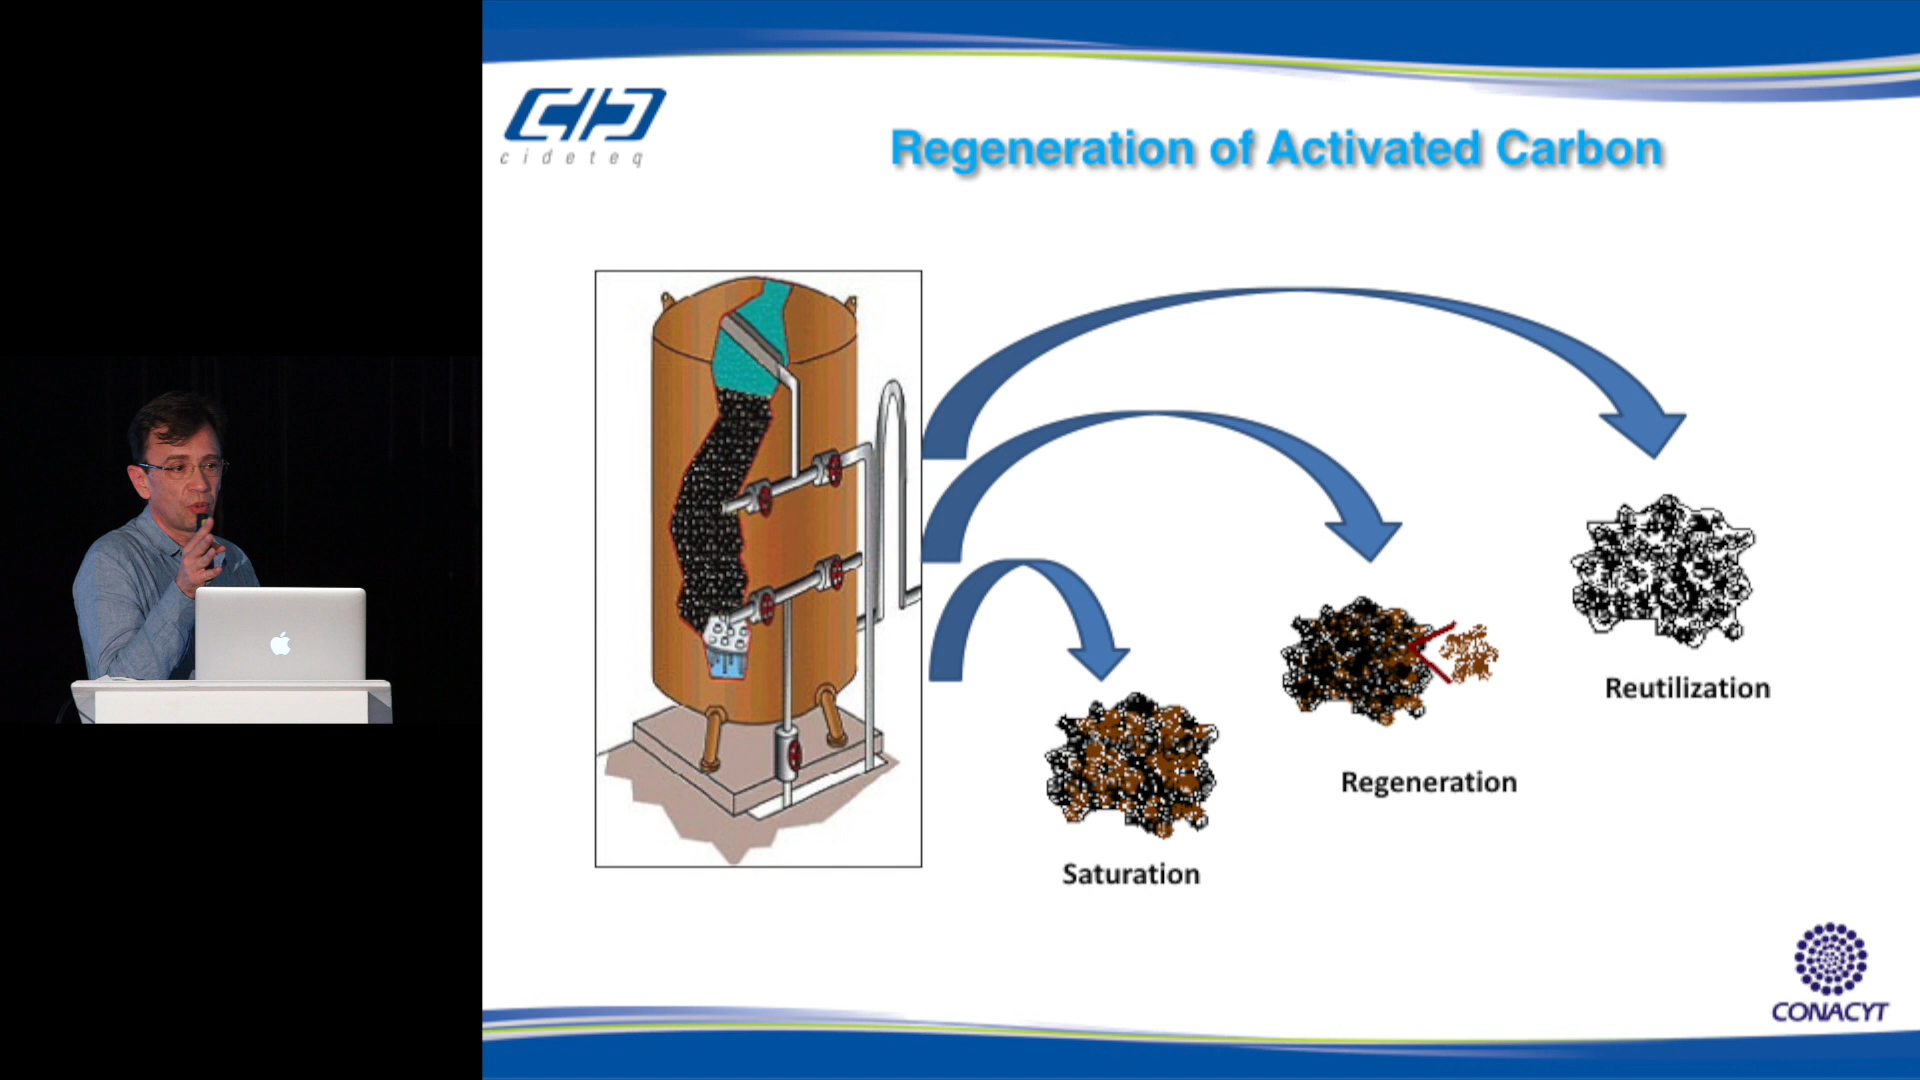 cideteq
Regeneration of Activated Carbon
Reutilization
Regeneration
Saturation
CONACYT